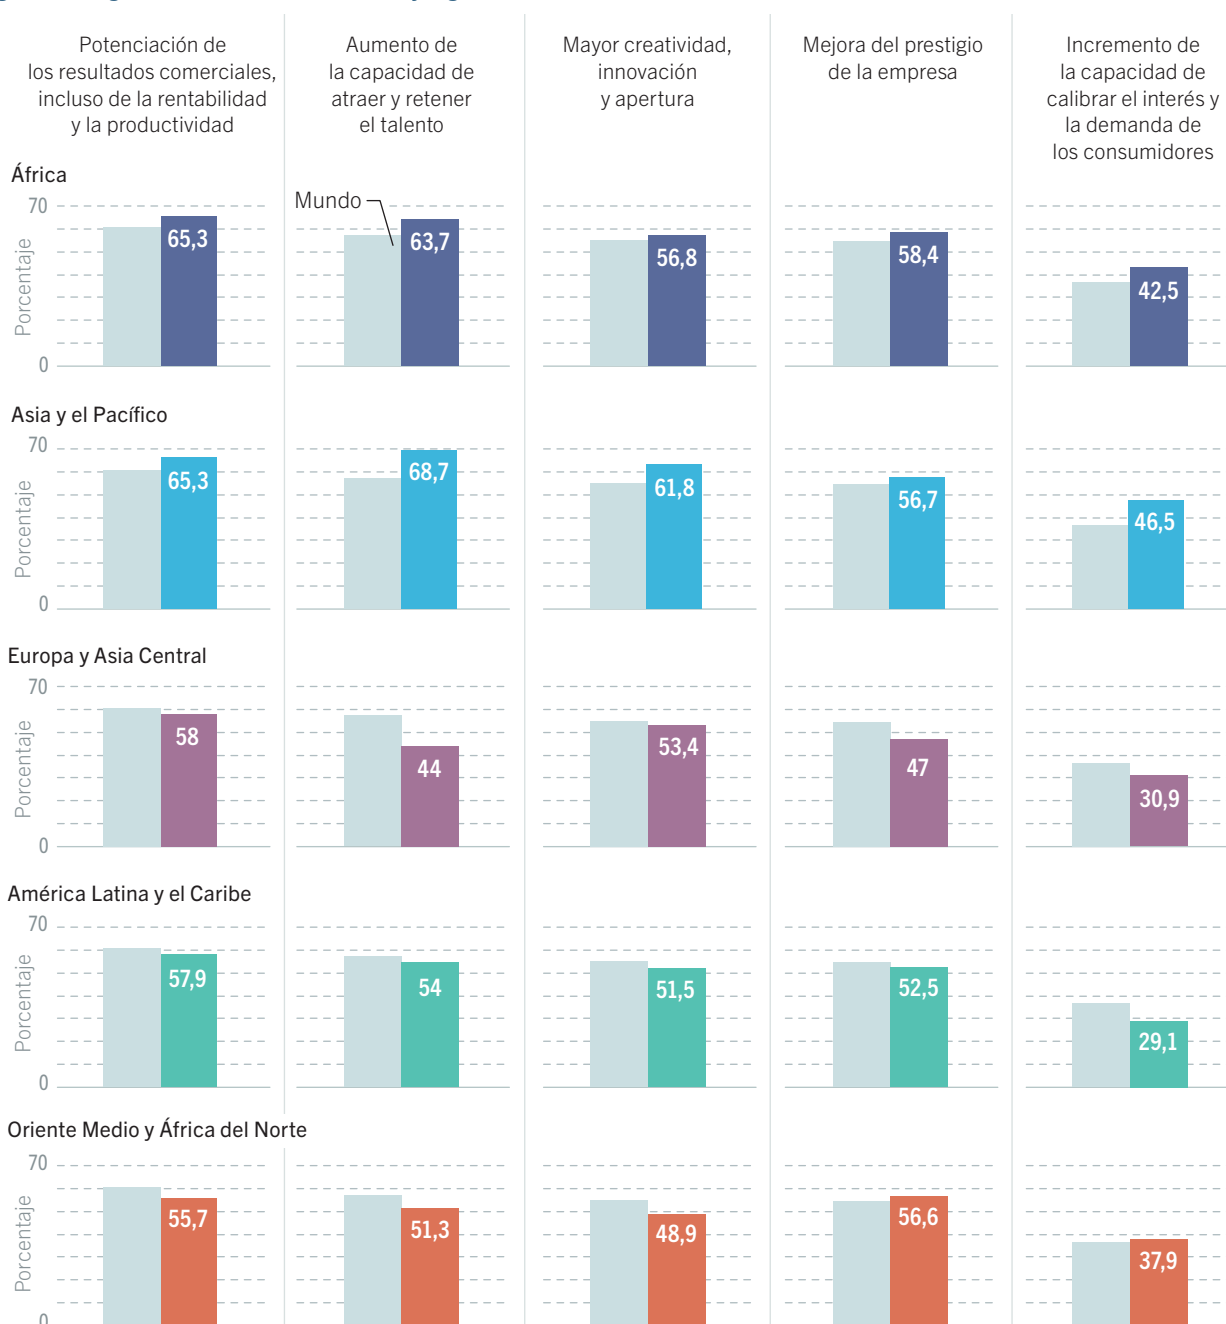 Potenciación de
los resultados comerciales,
incluso de la rentabilidad
y la productividad
Aumento de
la capacidad de
atraer y retener
el talento
Mayor creatividad,
innovación
y apertura
Mejora del prestigio
de la empresa
Incremento de
la capacidad de
calibrar el interés y
la demanda de
los consumidores
África
70
Porcentaje
0
Mundo
65,3
63,7
56,8
58,4
42,5
Asia y el Pacífico
70
Porcentaje
0
65,3
68,7
61,8
56,7
46,5
Europa y Asia Central
70
Porcentaje
0
58
44
53,4
47
30,9
América Latina y el Caribe
70
Porcentaje
0
57,9
54
51,5
52,5
29,1
Oriente Medio y África del Norte
70
Porcentaje
0
55,7
51,3
48,9
56,6
37,9